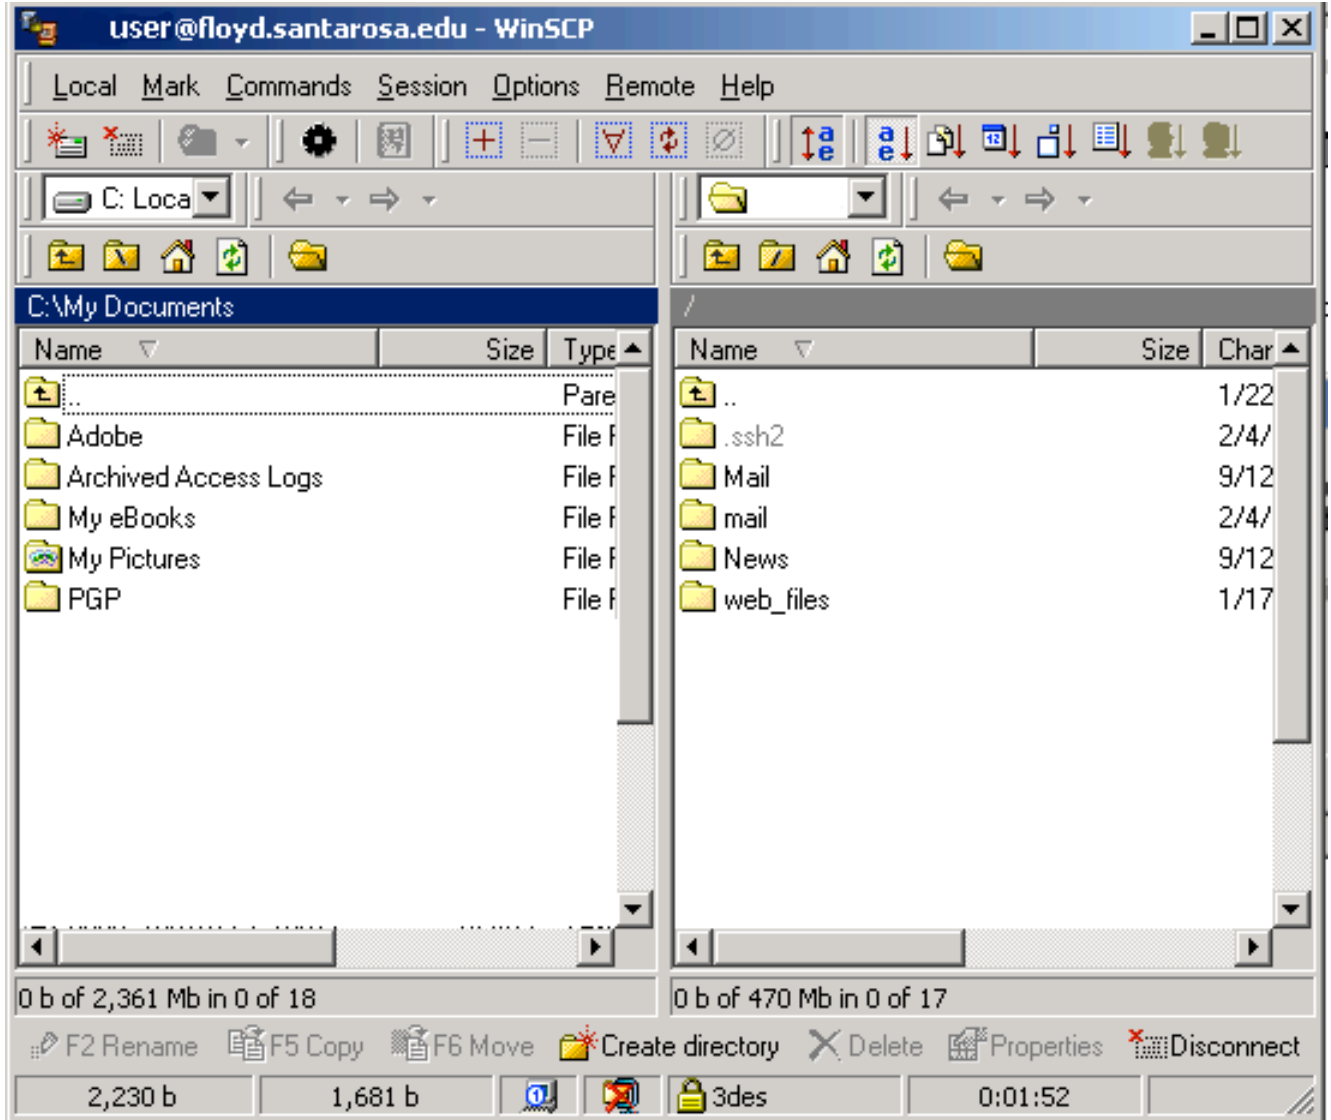 user@floyd.santarosa.edu - WinSCP
Local Mark Commands Session Options Remote Help
C: Loca
C:\My Documents
/
Name Size Type
Name Size Char
.. Pare
.. 1/22
Adobe File F
.ssh2 2/4/
Archived Access Logs File F
Mail 9/12
My eBooks File F
mail 2/4/
My Pictures File F
News 9/12
PGP File F
web_files 1/17
0 b of 2,361 Mb in 0 of 18
0 b of 470 Mb in 0 of 17
F2 Rename F5 Copy F6 Move Create directory Delete Properties Disconnect
2,230 b 1,681 b 3des 0:01:52